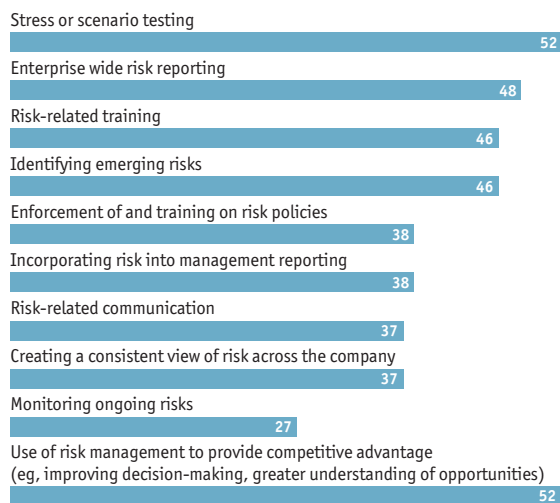 Stress or scenario testing
52
Enterprise wide risk reporting
48
Risk-related training
46
Identifying emerging risks
46
Enforcement of and training on risk policies
38
Incorporating risk into management reporting
38
Risk-related communication
37
Creating a consistent view of risk across the company
37
Monitoring ongoing risks
27
Use of risk management to provide competitive advantage
(eg, improving decision-making, greater understanding of opportunities)
52